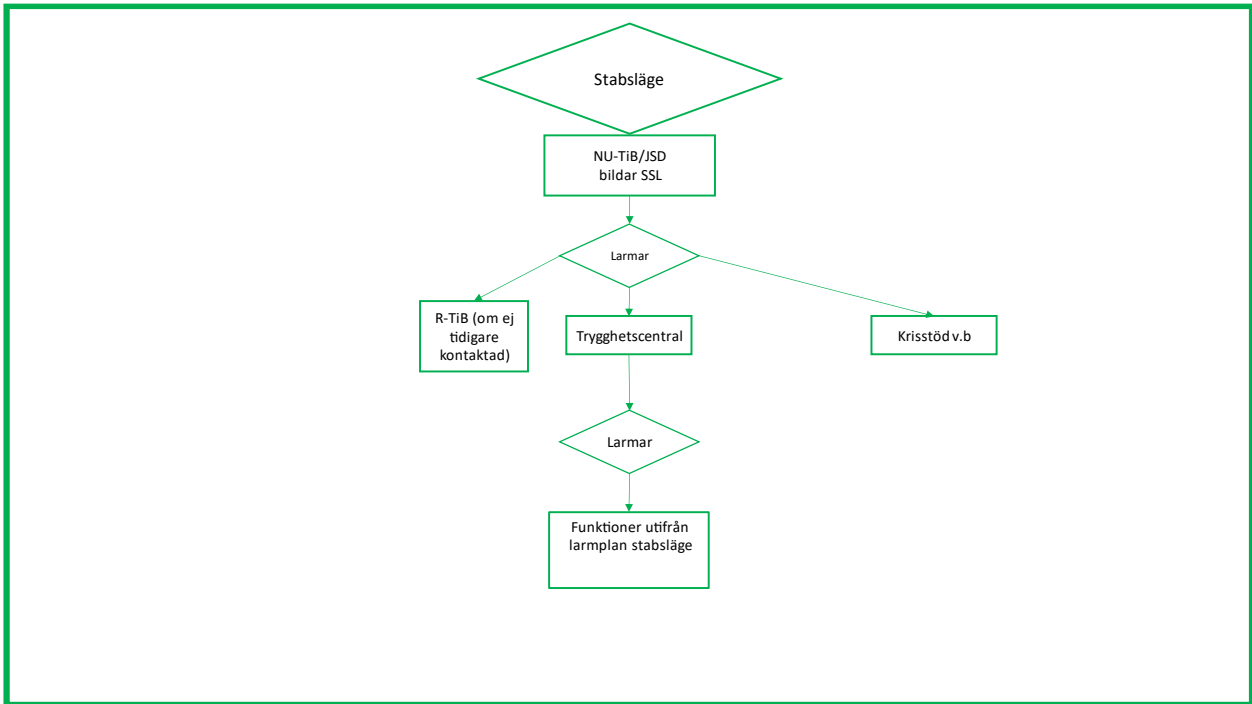 Stabsläge
NU-TiB/JSD
bildar SSL
Larmar
R-TiB (om ej
tidigare
kontaktad)
Trygghetscentral
Krisstöd v.b
Larmar
Funktioner utifrån
larmplan stabsläge